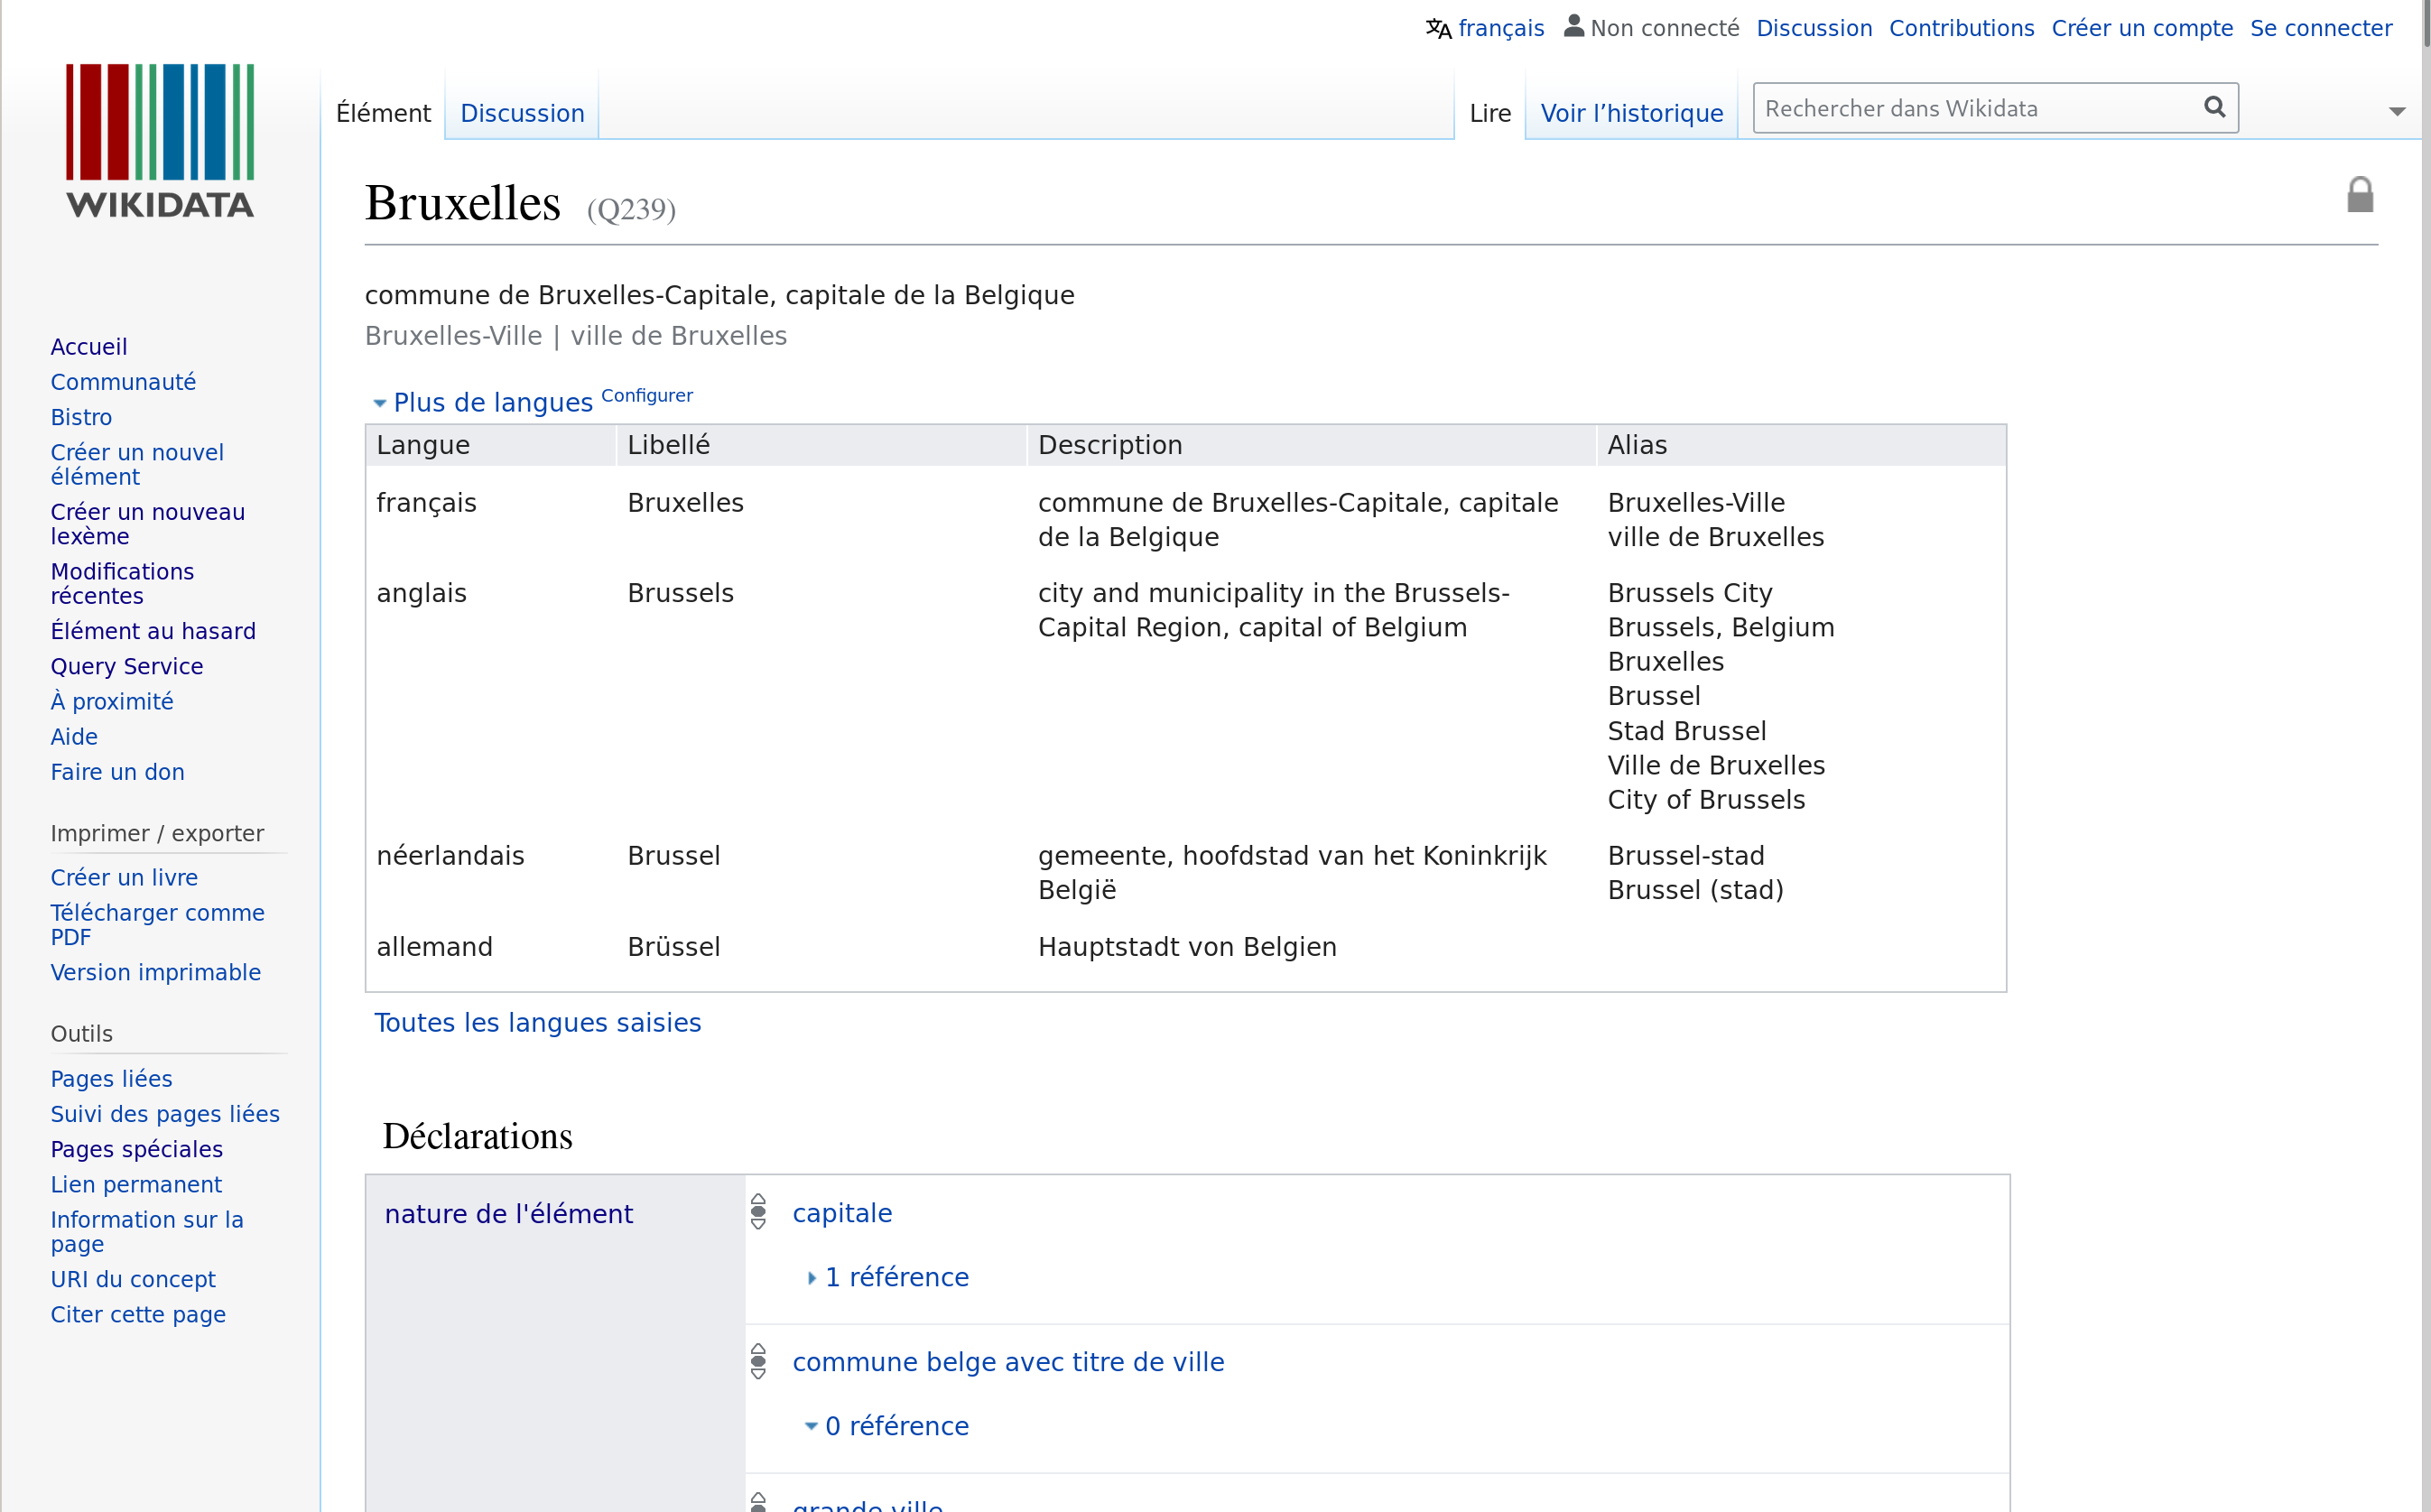 français Non connecté Discussion Contributions Créer un compte Se connecter
WIKIDATA
Élément Discussion Lire Voir l’historique Rechercher dans Wikidata
Bruxelles (Q239)
commune de Bruxelles-Capitale, capitale de la Belgique
Bruxelles-Ville | ville de Bruxelles
Plus de langues Configurer
Langue Libellé Description Alias
français Bruxelles commune de Bruxelles-Capitale, capitale Bruxelles-Ville
de la Belgique ville de Bruxelles
anglais Brussels city and municipality in the Brussels- Brussels City
Capital Region, capital of Belgium Brussels, Belgium
Bruxelles
Brussel
Stad Brussel
Ville de Bruxelles
City of Brussels
néerlandais Brussel gemeente, hoofdstad van het Koninkrijk Brussel-stad
België Brussel (stad)
allemand Brüssel Hauptstadt von Belgien
Toutes les langues saisies
Déclarations
nature de l'élément capitale
1 référence
commune belge avec titre de ville
0 référence
grande ville
Accueil
Communauté
Bistro
Créer un nouvel
élément
Créer un nouveau
lexème
Modifications
récentes
Élément au hasard
Query Service
À proximité
Aide
Faire un don
Imprimer / exporter
Créer un livre
Télécharger comme
PDF
Version imprimable
Outils
Pages liées
Suivi des pages liées
Pages spéciales
Lien permanent
Information sur la
page
URI du concept
Citer cette page